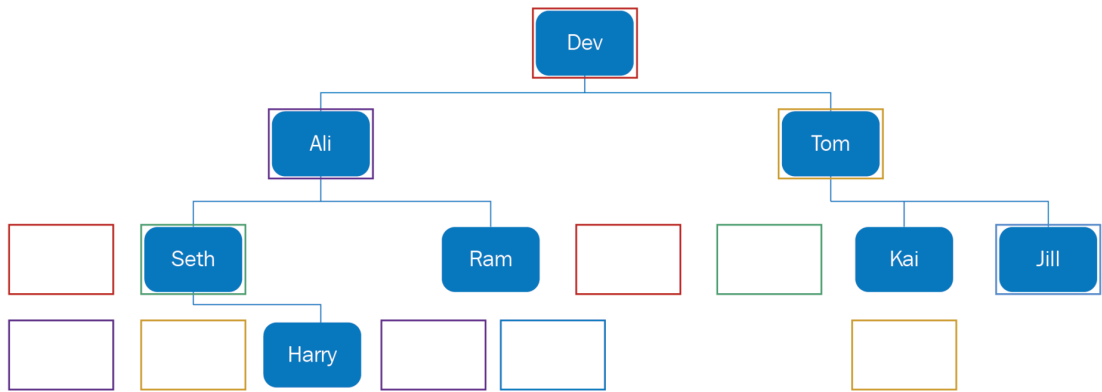 Dev
Ali
Tom
Seth
Ram
Kai
Jill
Harry